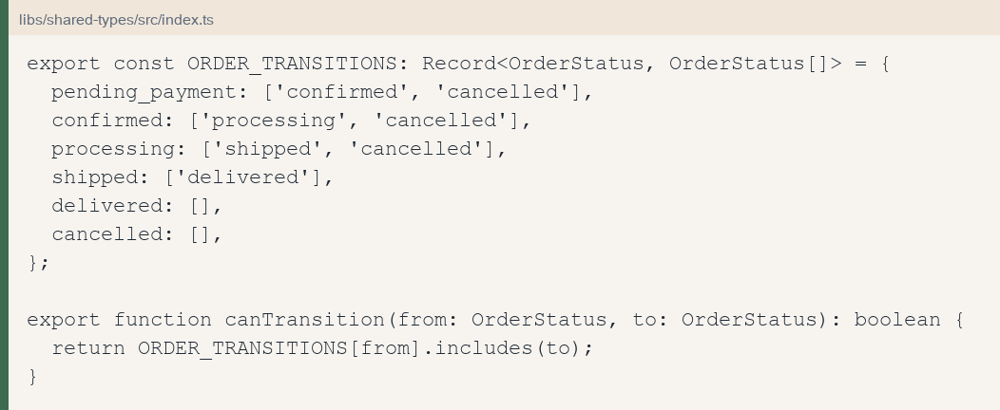 libs/shared-types/src/index.ts
export const ORDER_TRANSITIONS: Record<OrderStatus, OrderStatus[]> = {
  pending_payment: ['confirmed', 'cancelled'],
  confirmed: ['processing', 'cancelled'],
  processing: ['shipped', 'cancelled'],
  shipped: ['delivered'],
  delivered: [],
  cancelled: [],
};

export function canTransition(from: OrderStatus, to: OrderStatus): boolean {
  return ORDER_TRANSITIONS[from].includes(to);
}